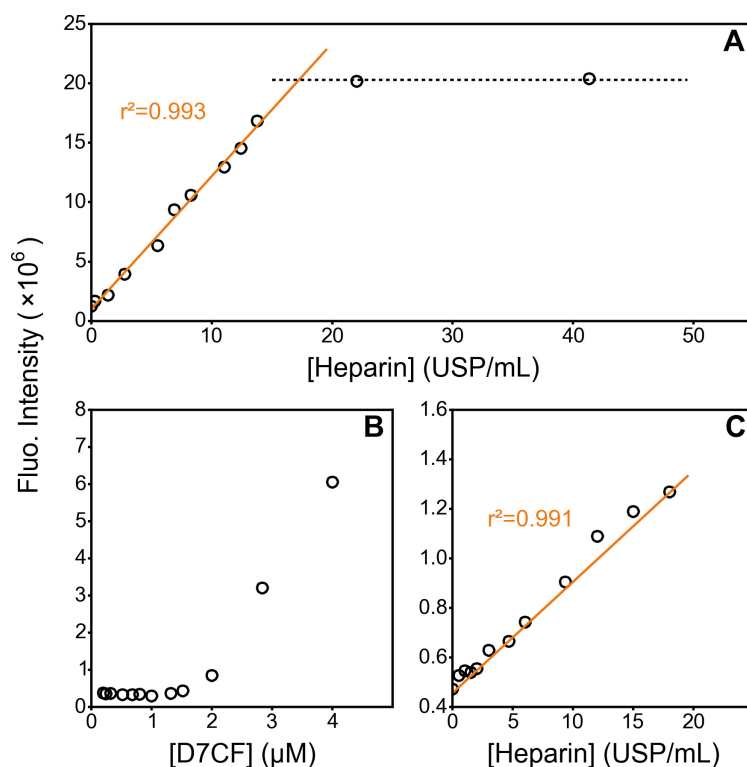 Fluo. Intensity ( ×10⁶)
A
25
20
15
10
5
0
r²=0.993
0 10 20 30 40 50
[Heparin] (USP/mL)
B
8
7
6
5
4
3
2
1
0
0 1 2 3 4
[D7CF] (μM)
C
1.6
1.4
1.2
1.0
0.8
0.6
0.4
r²=0.991
0 5 10 15 20
[Heparin] (USP/mL)